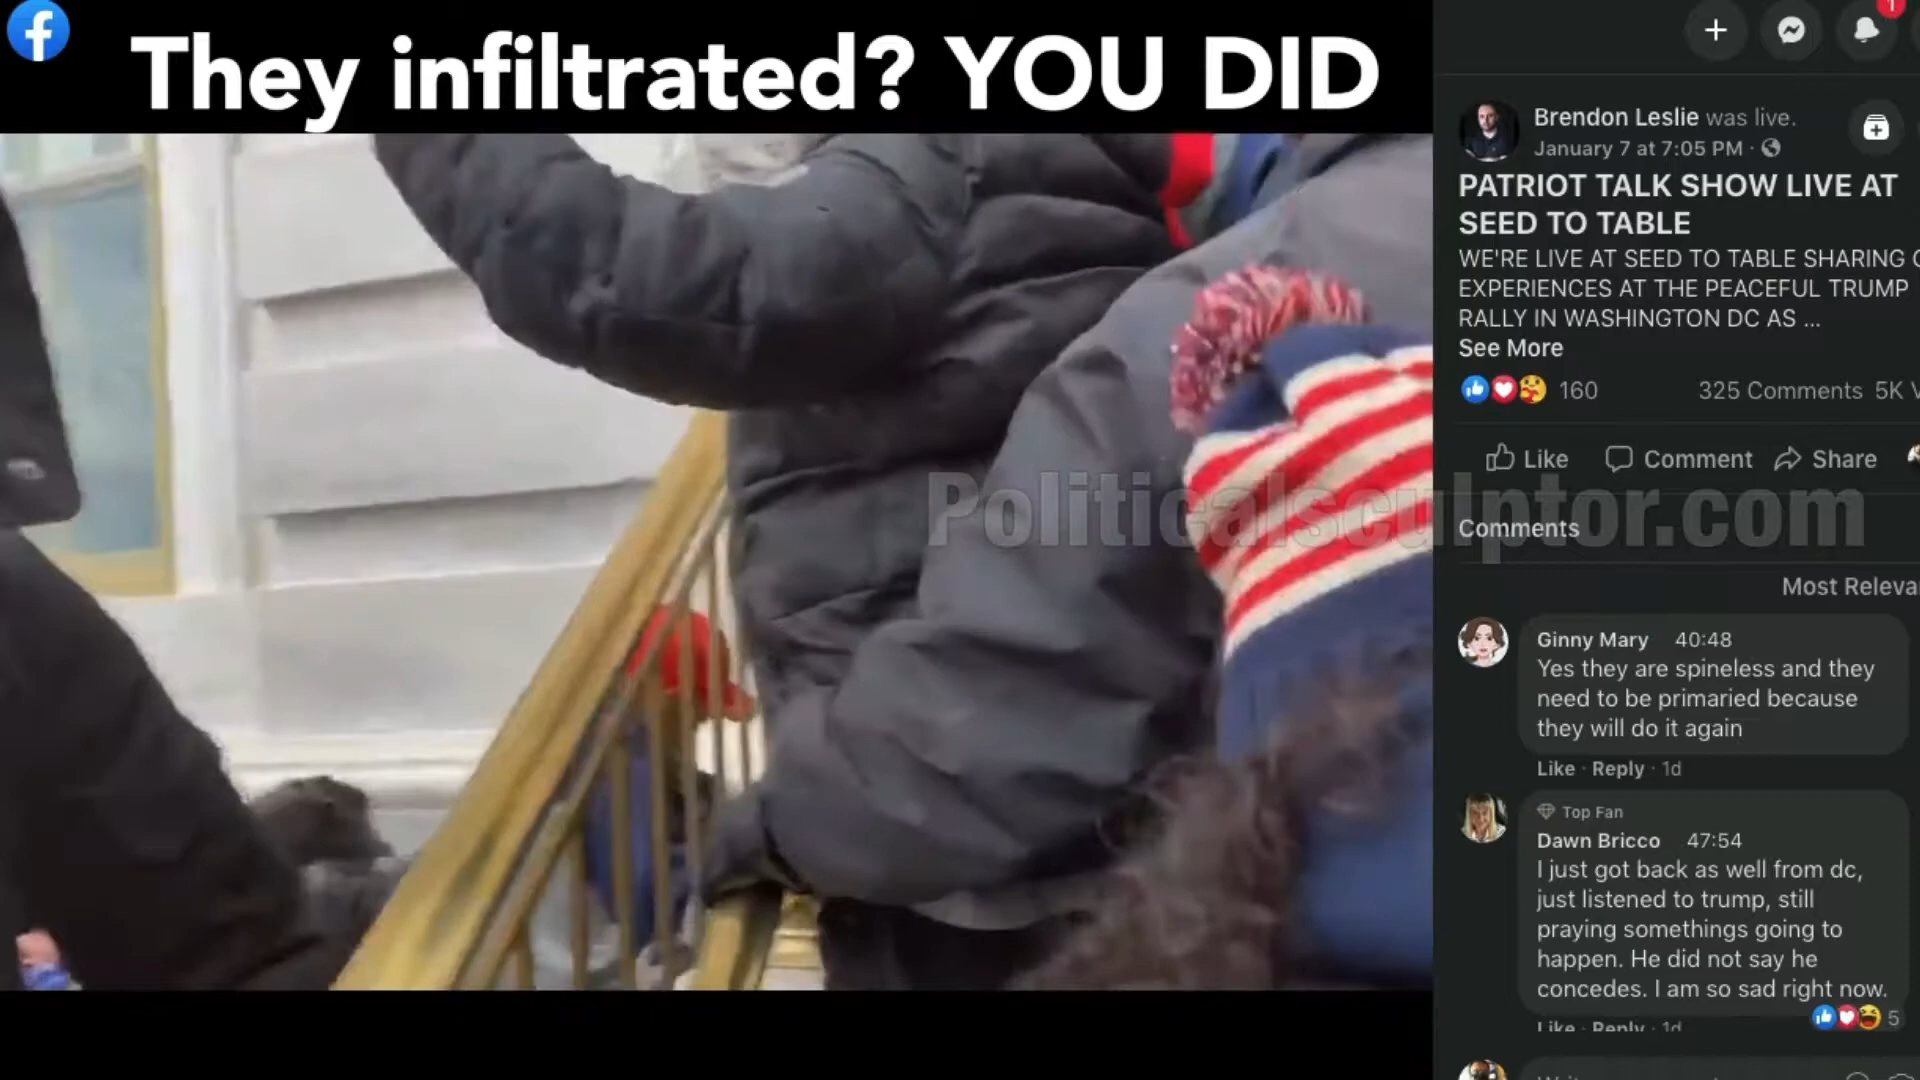 They infiltrated? YOU DID
1
Brendon Leslie was live.
January 7 at 7:05 PM
PATRIOT TALK SHOW LIVE AT
SEED TO TABLE
WE'RE LIVE AT SEED TO TABLE SHARING
EXPERIENCES AT THE PEACEFUL TRUMP
RALLY IN WASHINGTON DC AS ...
See More
160 325 Comments 5K
Like Comment Share
Politicalsculptor.com
Comments
Most Releva
Ginny Mary 40:48
Yes they are spineless and they
need to be primaried because
they will do it again
Like · Reply · 1d
Top Fan
Dawn Bricco 47:54
I just got back as well from dc,
just listened to trump, still
praying somethings going to
happen. He did not say he
concedes. I am so sad right now.
5
Like · Reply · 1d